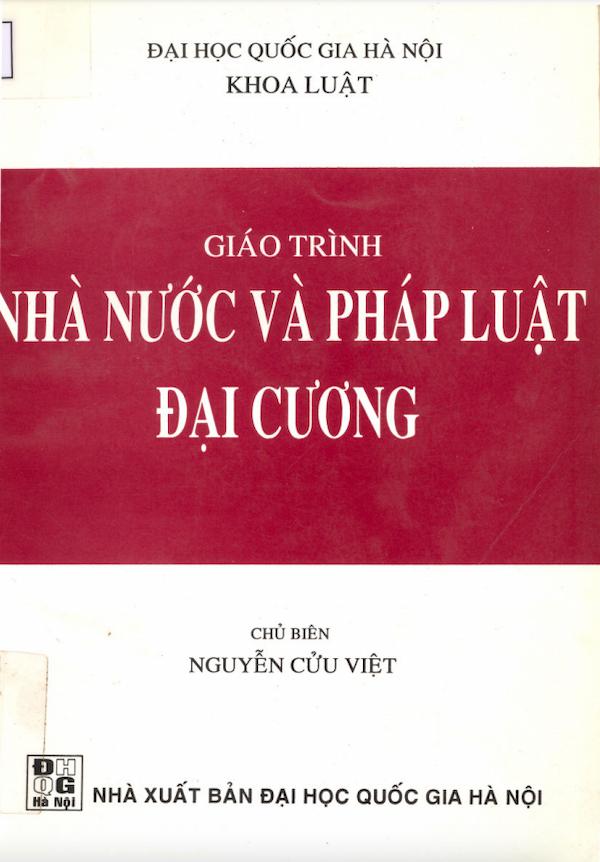 ĐẠI HỌC QUỐC GIA HÀ NỘI
KHOA LUẬT
GIÁO TRÌNH
NHÀ NƯỚC VÀ PHÁP LUẬT
ĐẠI CƯƠNG
CHỦ BIÊN
NGUYỄN CỬU VIỆT
ĐH
QG
Hà Nội
NHÀ XUẤT BẢN ĐẠI HỌC QUỐC GIA HÀ NỘI